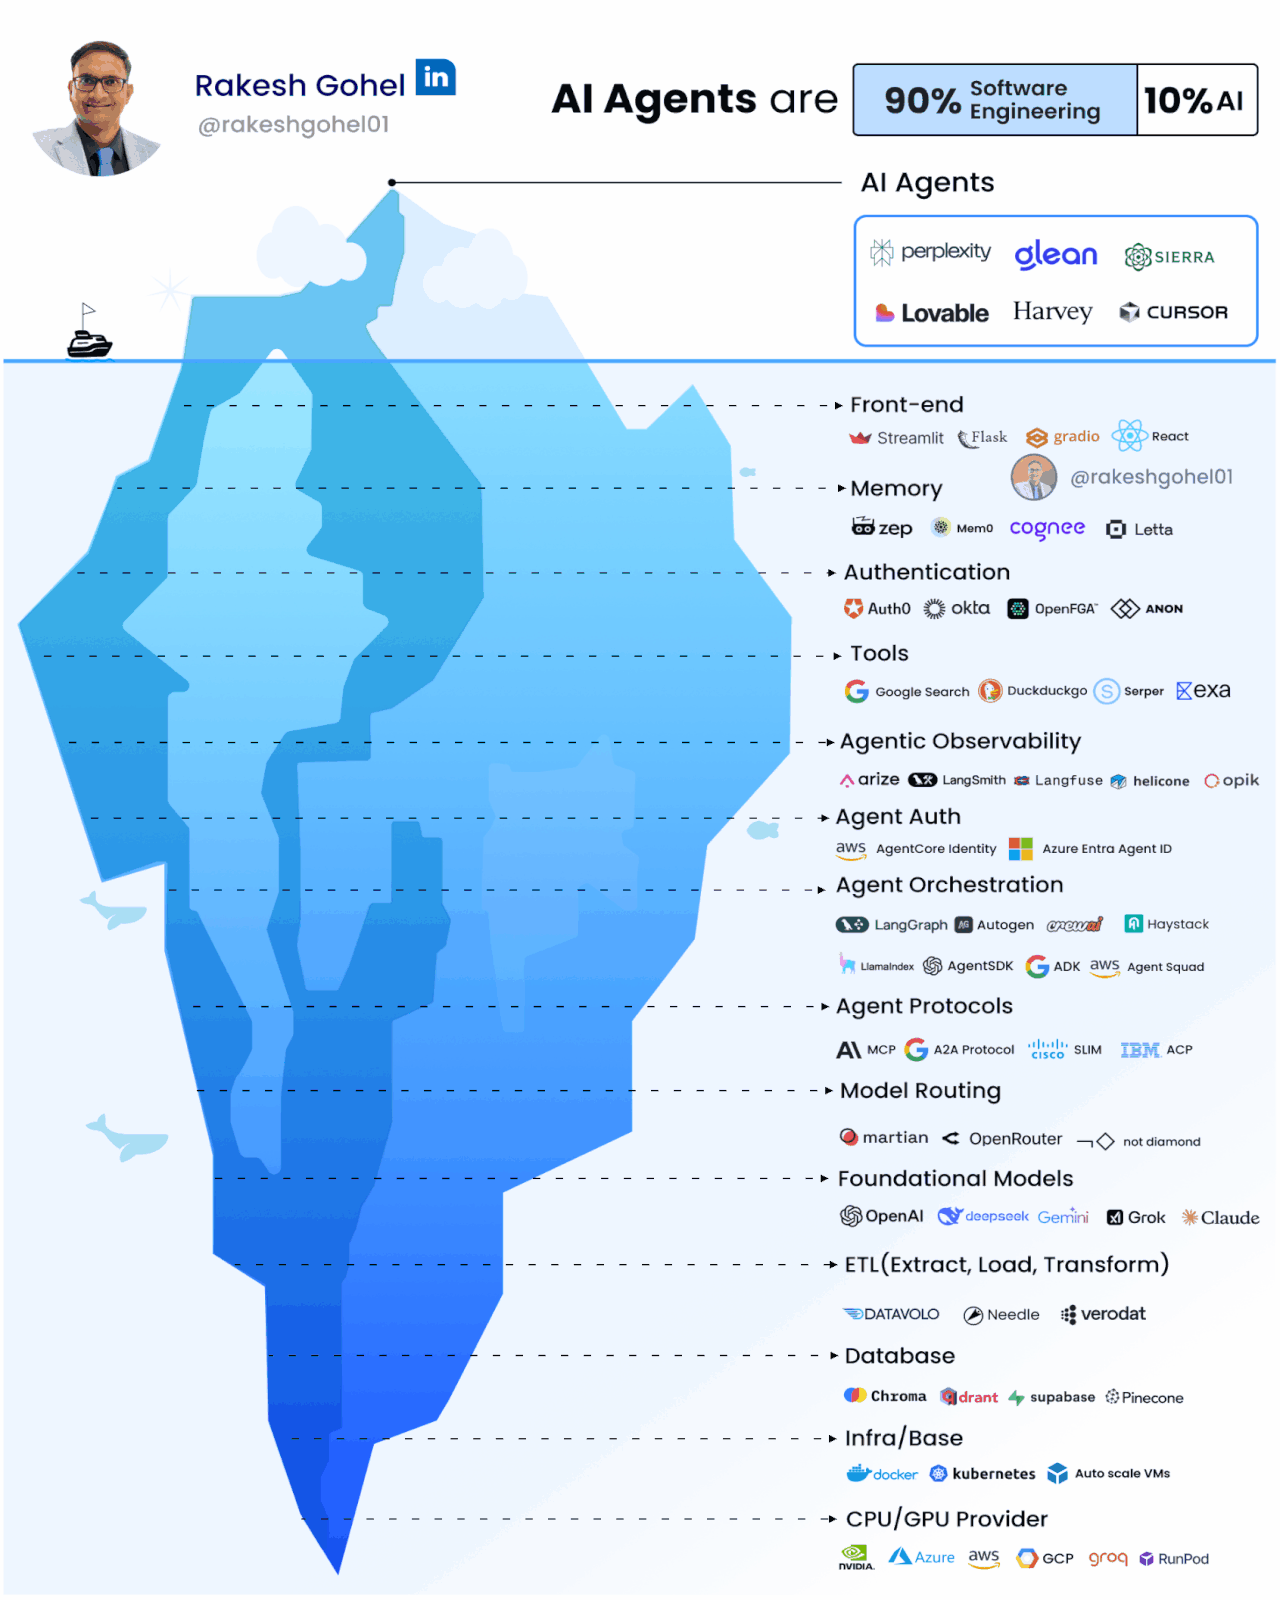 Rakesh Gohel in
@rakeshgohel01
AI Agents are 90% Software Engineering 10% AI
AI Agents
perplexity glean SIERRA
Lovable Harvey CURSOR
Front-end
Streamlit Flask gradio React
@rakeshgohel01
Memory
zep Mem0 cognee Letta
Authentication
Auth0 okta OpenFGA™ ANON
Tools
Google Search Duckduckgo S Serper exa
Agentic Observability
arize LangSmith Langfuse helicone opik
Agent Auth
aws AgentCore Identity Azure Entra Agent ID
Agent Orchestration
LangGraph AG Autogen crewai Haystack
LlamaIndex AgentSDK G ADK aws Agent Squad
Agent Protocols
A\ MCP G A2A Protocol CISCO SLIM IBM ACP
Model Routing
martian OpenRouter not diamond
Foundational Models
OpenAI deepseek Gemini xI Grok Claude
ETL(Extract, Load, Transform)
DATAVOLO Needle verodat
Database
Chroma qdrant supabase Pinecone
Infra/Base
docker kubernetes Auto scale VMs
CPU/GPU Provider
NVIDIA. Azure aws GCP groq RunPod